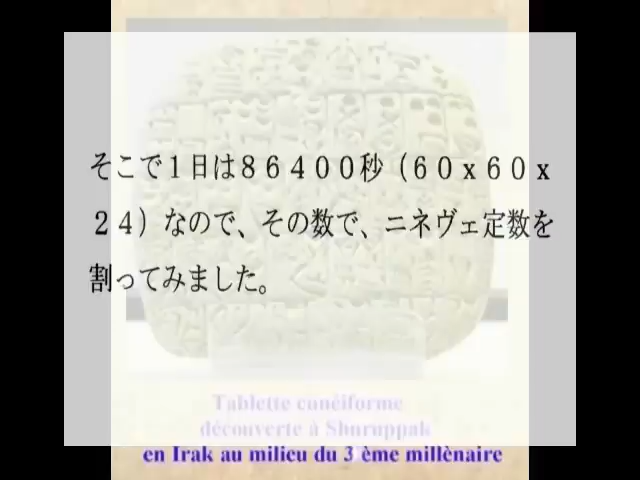 そこで１日は８６４００秒（６０ｘ６０ｘ
２４）なので、その数で、ニネヴェ定数を
割ってみました。
Tablette cunéiforme
découverte à Shuruppak
en Irak au milieu du 3 ème millènaire